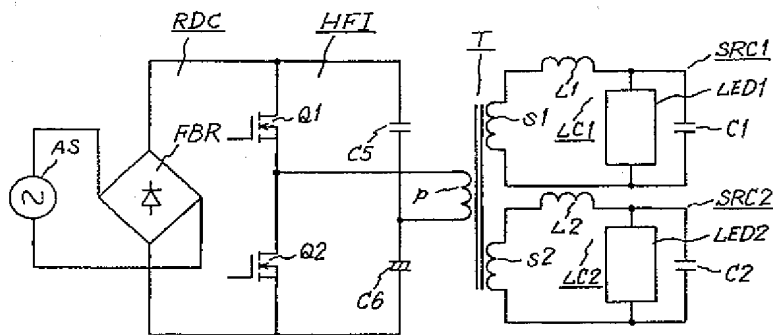 RDC
HFI
T
SRC1
L1
LED1
Q1
S1
LC1
C1
FBR
C5
AS
P
SRC2
L2
LED2
Q2
S2
LC2
C2
C6